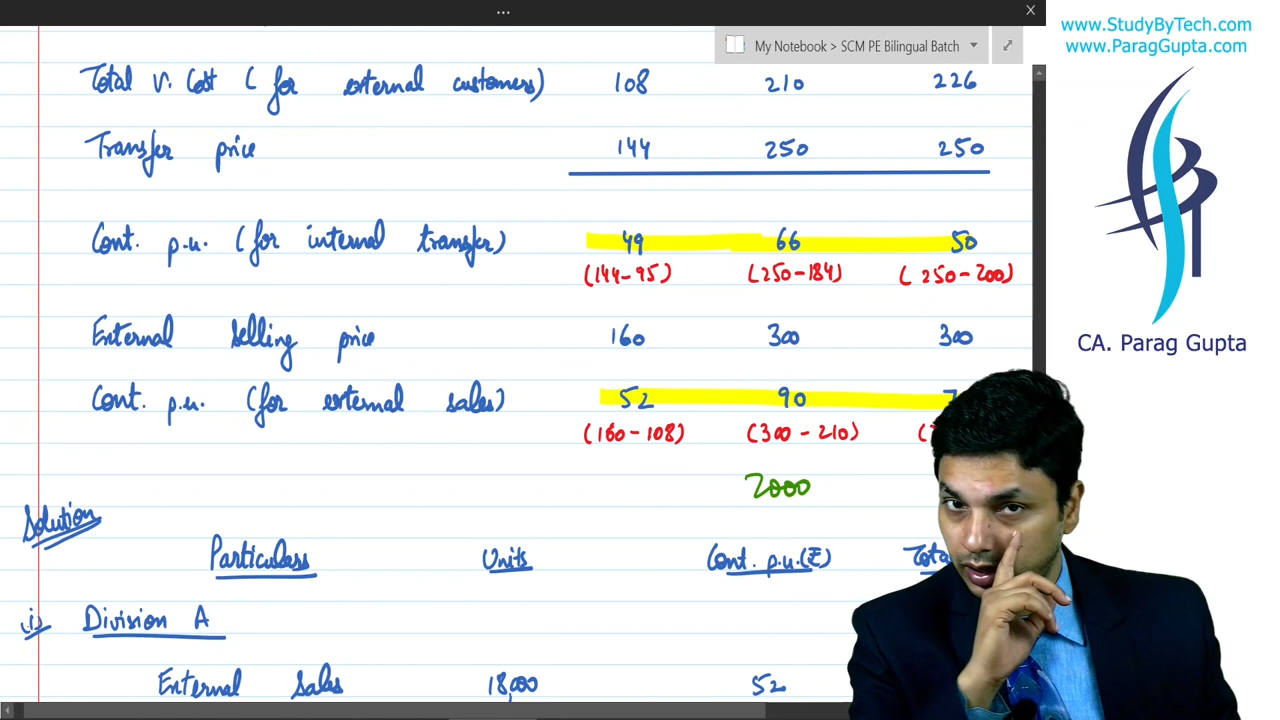 ...
www.StudyByTech.com
www.ParagGupta.com
My Notebook > SCM PE Bilingual Batch
Total V. Cost (for external customers) 108 210 226
Transfer price 144 250 250
Cont. p.u. (for internal transfer) 49 66 50
(144-95) (250-184) (250-200)
External selling price 160 300 300
CA. Parag Gupta
Cont. p.u. (for external sales) 52 90
(160-108) (300-210)
2000
Solution
Particulars Units Cont. p.u.(₹) Total
(i) Division A
External sales 18,000 52